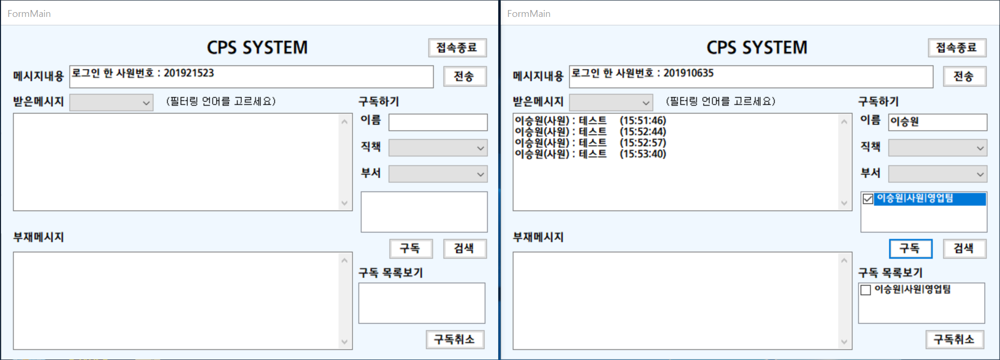 FormMain
CPS SYSTEM
접속종료
메시지내용
로그인 한 사원번호 : 201921523
전송
받은메시지
(필터링 언어를 고르세요)
구독하기
이름
직책
부서
부재메시지
구독
검색
구독 목록보기
구독취소
FormMain
CPS SYSTEM
접속종료
메시지내용
로그인 한 사원번호 : 201910635
전송
받은메시지
(필터링 언어를 고르세요)
구독하기
이승원(사원) : 테스트 (15:51:46)
이승원(사원) : 테스트 (15:52:44)
이승원(사원) : 테스트 (15:52:57)
이승원(사원) : 테스트 (15:53:40)
이름
이승원
직책
부서
이승원|사원|영업팀
부재메시지
구독
검색
구독 목록보기
이승원|사원|영업팀
구독취소